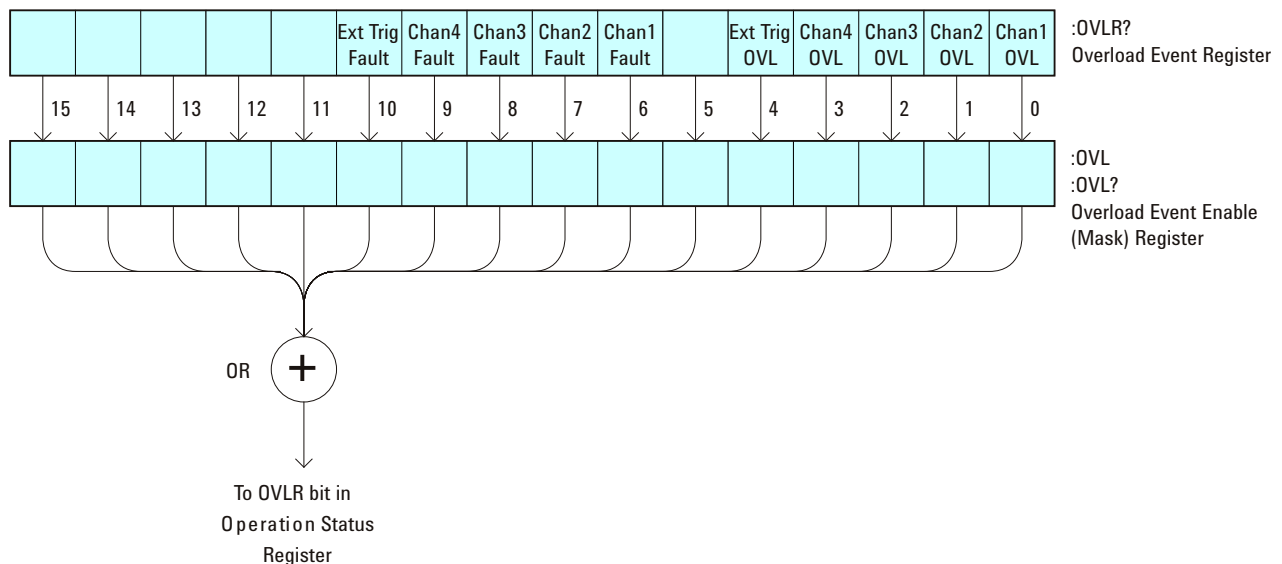 Ext Trig Chan4 Chan3 Chan2 Chan1 Ext Trig Chan4 Chan3 Chan2 Chan1
Fault Fault Fault Fault Fault OVL OVL OVL OVL OVL
:OVLR?
Overload Event Register
15 14 13 12 11 10 9 8 7 6 5 4 3 2 1 0
:OVL
:OVL?
Overload Event Enable
(Mask) Register
OR +
To OVLR bit in
Operation Status
Register